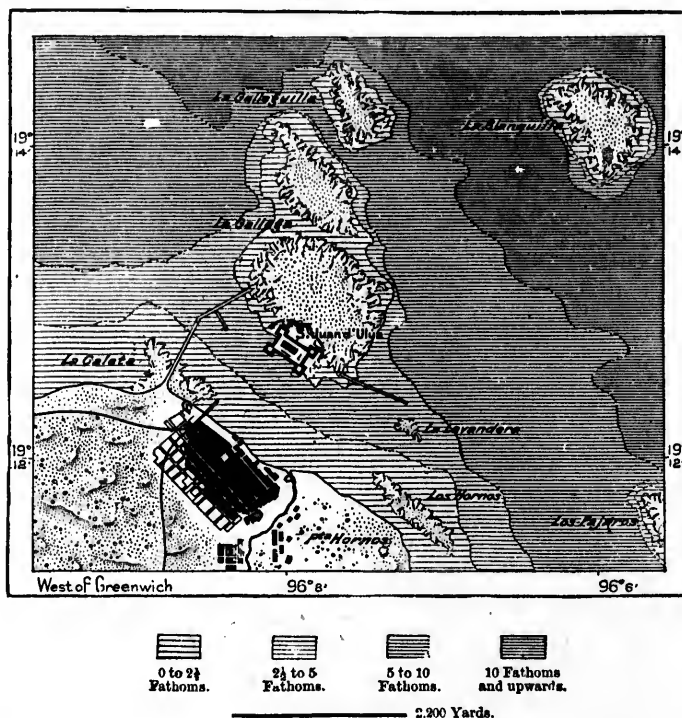 La Gallaguilla
La Blanquilla
19°
14'
19°
14'
La Gallega
S. Juan d'Ulua
La Caleta
La Lavandera
19°
12'
19°
12'
Los Hornos
Los Pajaros
Pta Hornos
West of Greenwich
96°8'
96°6'
0 to 2½
Fathoms.
2½ to 5
Fathoms.
5 to 10
Fathoms.
10 Fathoms
and upwards.
2,200 Yards.